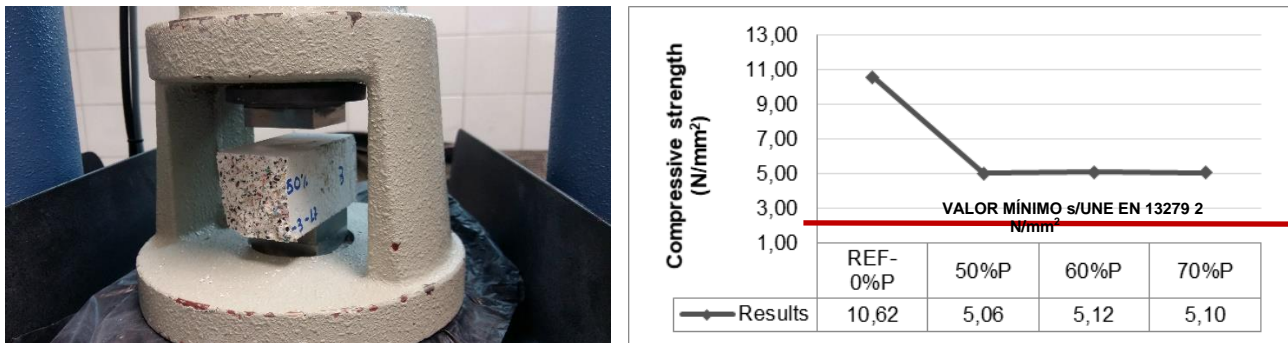 50% 3
-3-17
Compressive strength
(N/mm²)
13,00
11,00
9,00
7,00
5,00
3,00
1,00
VALOR MÍNIMO s/UNE EN 13279 2
N/mm²
REF-
0%P
50%P
60%P
70%P
Results
10,62
5,06
5,12
5,10